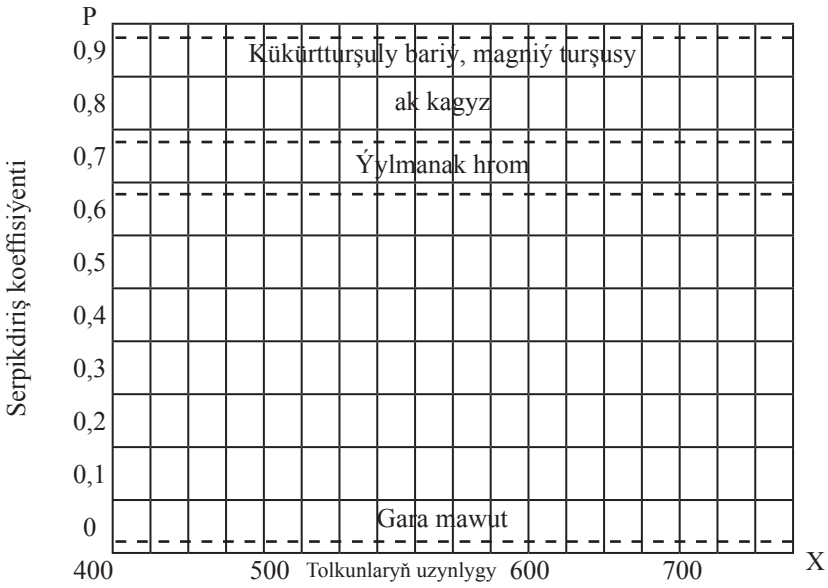 P
0,9
Kükürtturşuly bariý, magniý turşusy
0,8
ak kagyz
0,7
Ýylmanak hrom
0,6
0,5
0,4
0,3
0,2
0,1
0
Gara mawut
Serpikdiriş koeffisiýenti
400
500
Tolkunlaryň uzynlygy
600
700
X